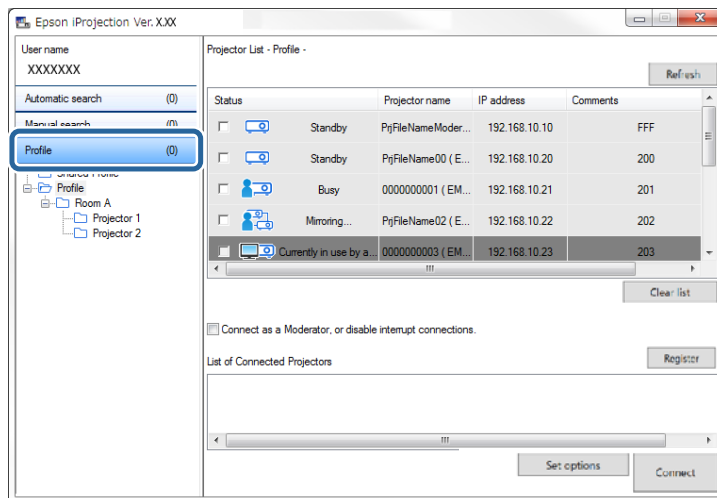 Epson iProjection Ver. X.XX
User name
XXXXXXX
Automatic search (0)
Manual search (0)
Profile (0)
Shared Profile
Profile
Room A
Projector 1
Projector 2
Projector List - Profile -
Refresh
Status Projector name IP address Comments
Standby PrjFileNameModer... 192.168.10.10 FFF
Standby PrjFileName00 ( E... 192.168.10.20 200
Busy 0000000001 ( EM... 192.168.10.21 201
Mirroring... PrjFileName02 ( E... 192.168.10.22 202
Currently in use by a... 0000000003 ( EM... 192.168.10.23 203
Clear list
Connect as a Moderator, or disable interrupt connections.
List of Connected Projectors
Register
Set options
Connect